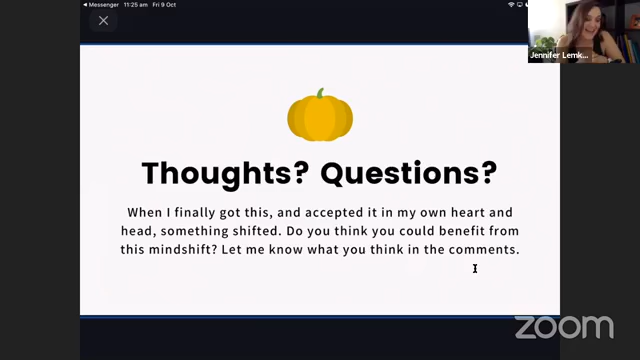 Messenger 11:25 am Fri 9 Oct
Jennifer Lemk...
Thoughts? Questions?
When I finally got this, and accepted it in my own heart and
head, something shifted. Do you think you could benefit from
this mindshift? Let me know what you think in the comments.
zoom